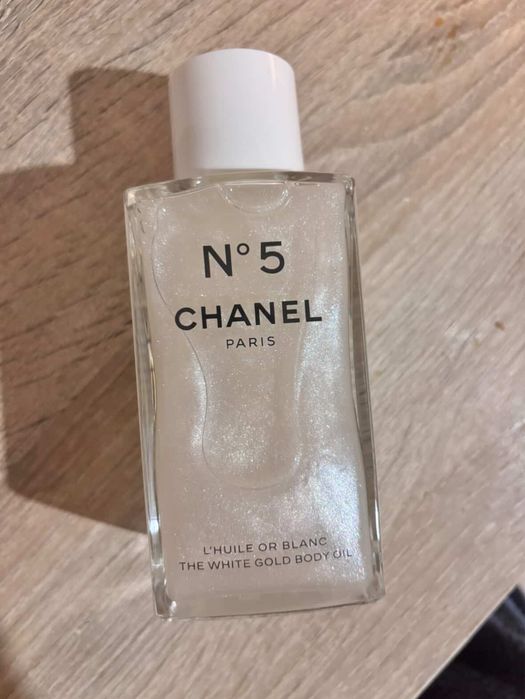 N° 5
CHANEL
PARIS
L'HUILE OR BLANC
THE WHITE GOLD BODY OIL